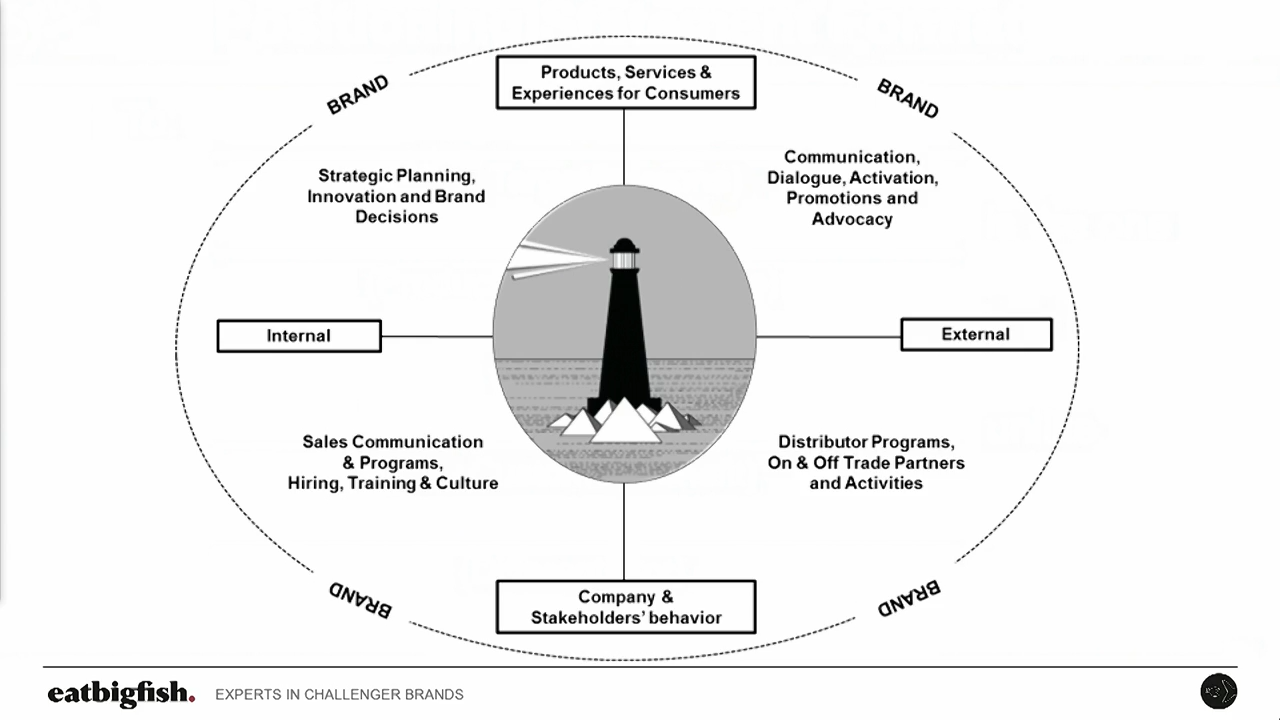 BRAND
Products, Services &
Experiences for Consumers
BRAND
Strategic Planning,
Innovation and Brand
Decisions
Communication,
Dialogue, Activation,
Promotions and
Advocacy
Internal
External
Sales Communication
& Programs,
Hiring, Training & Culture
Distributor Programs,
On & Off Trade Partners
and Activities
BRAND
Company &
Stakeholders' behavior
BRAND
eatbigfish.
EXPERTS IN CHALLENGER BRANDS